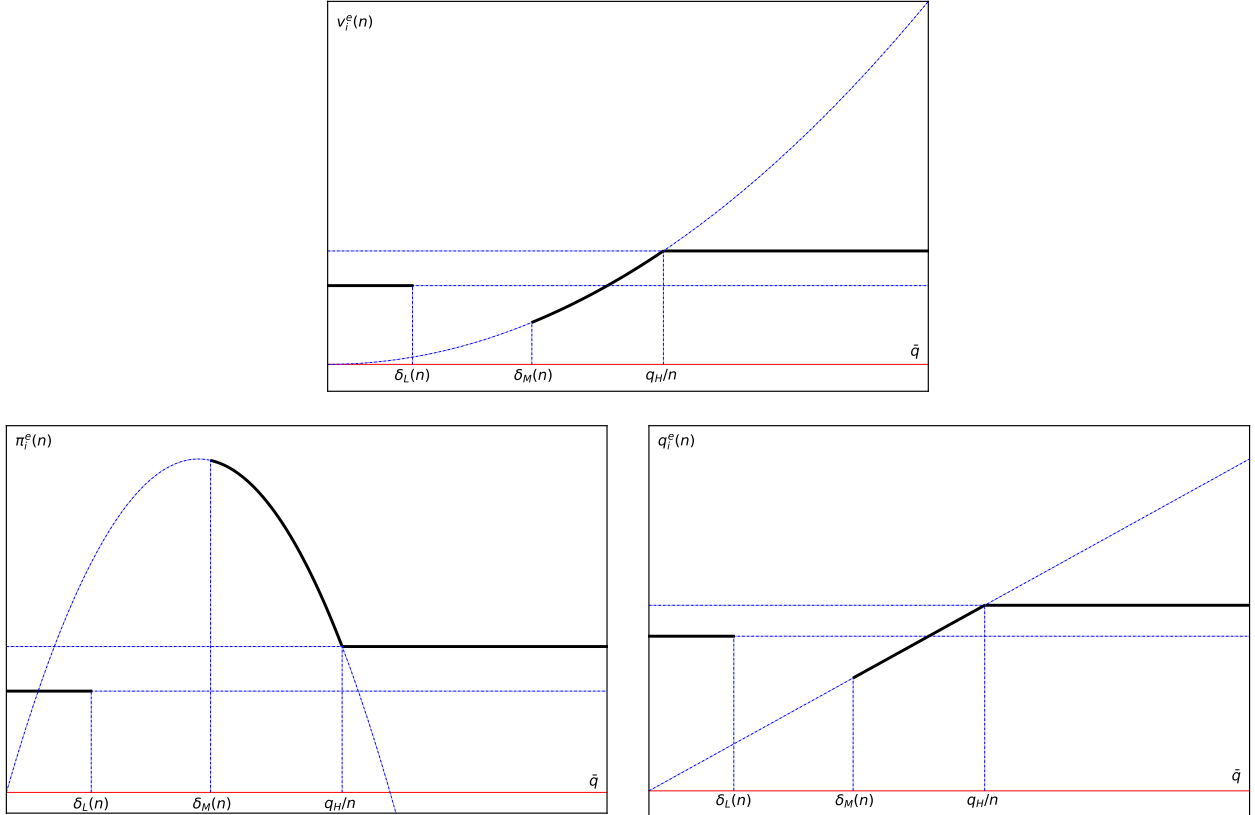 v_i^e(n)
q̄
δ_L(n) δ_M(n) q_H/n
π_i^e(n)
q̄
δ_L(n) δ_M(n) q_H/n
q_i^e(n)
q̄
δ_L(n) δ_M(n) q_H/n